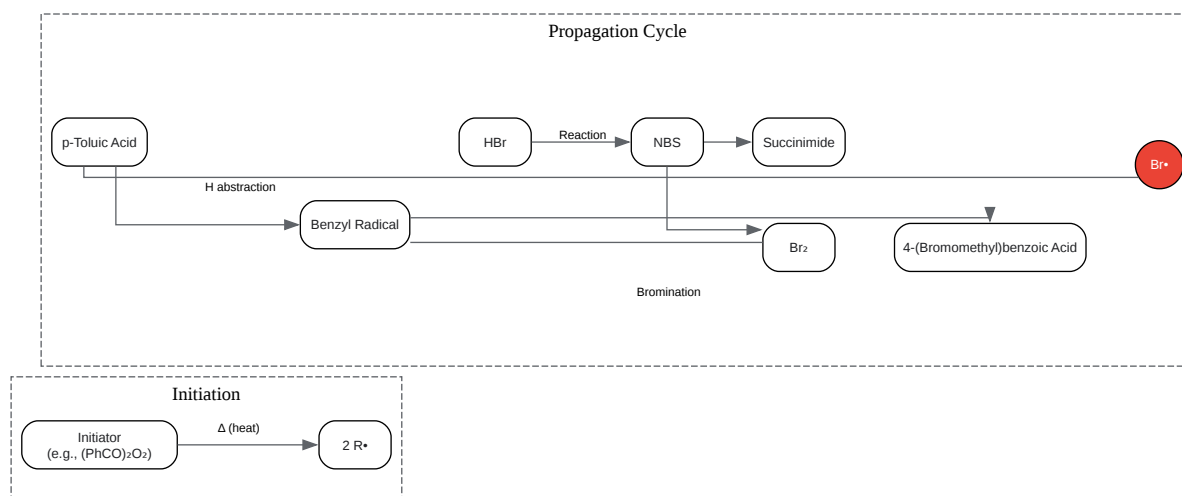 Propagation Cycle
p-Toluic Acid
HBr
Reaction
NBS
Succinimide
Br•
H abstraction
Benzyl Radical
Br₂
4-(Bromomethyl)benzoic Acid
Bromination
Initiation
Initiator
(e.g., (PhCO)₂O₂)
Δ (heat)
2 R•